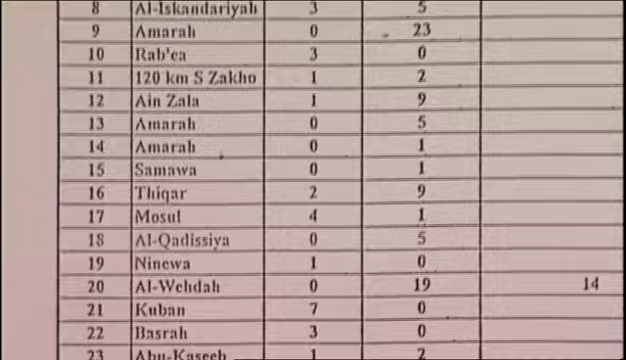 8 Al-Iskandariyah 3 5
9 Amarah 0 23
10 Rab'ea 3 0
11 120 km S Zakho 1 2
12 Ain Zala 1 9
13 Amarah 0 5
14 Amarah 0 1
15 Samawa 0 1
16 Thiqar 2 9
17 Mosul 4 1
18 Al-Qadissiya 0 5
19 Ninewa 1 0
20 Al-Wehdah 0 19 14
21 Kuban 7 0
22 Basrah 3 0
23 Abu-Kaseeh 1 2